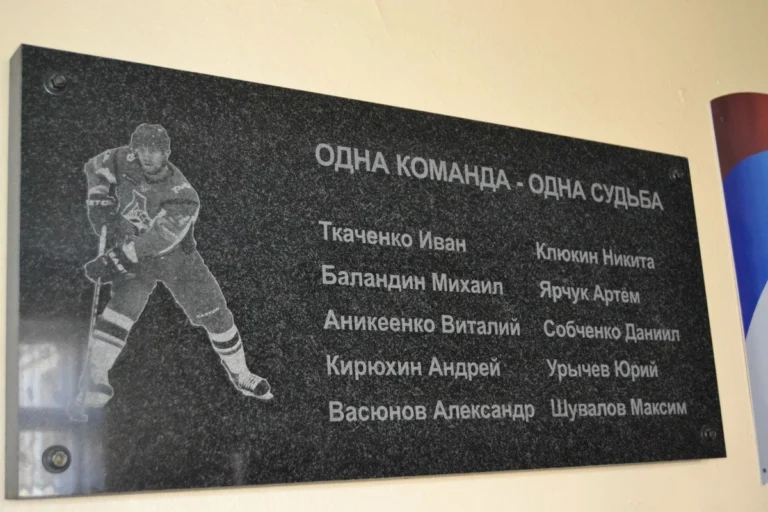 ОДНА КОМАНДА - ОДНА СУДЬБА
Ткаченко Иван
Баландин Михаил
Аникеенко Виталий
Кирюхин Андрей
Васюнов Александр
Клюкин Никита
Ярчук Артём
Собченко Даниил
Урычев Юрий
Шувалов Максим